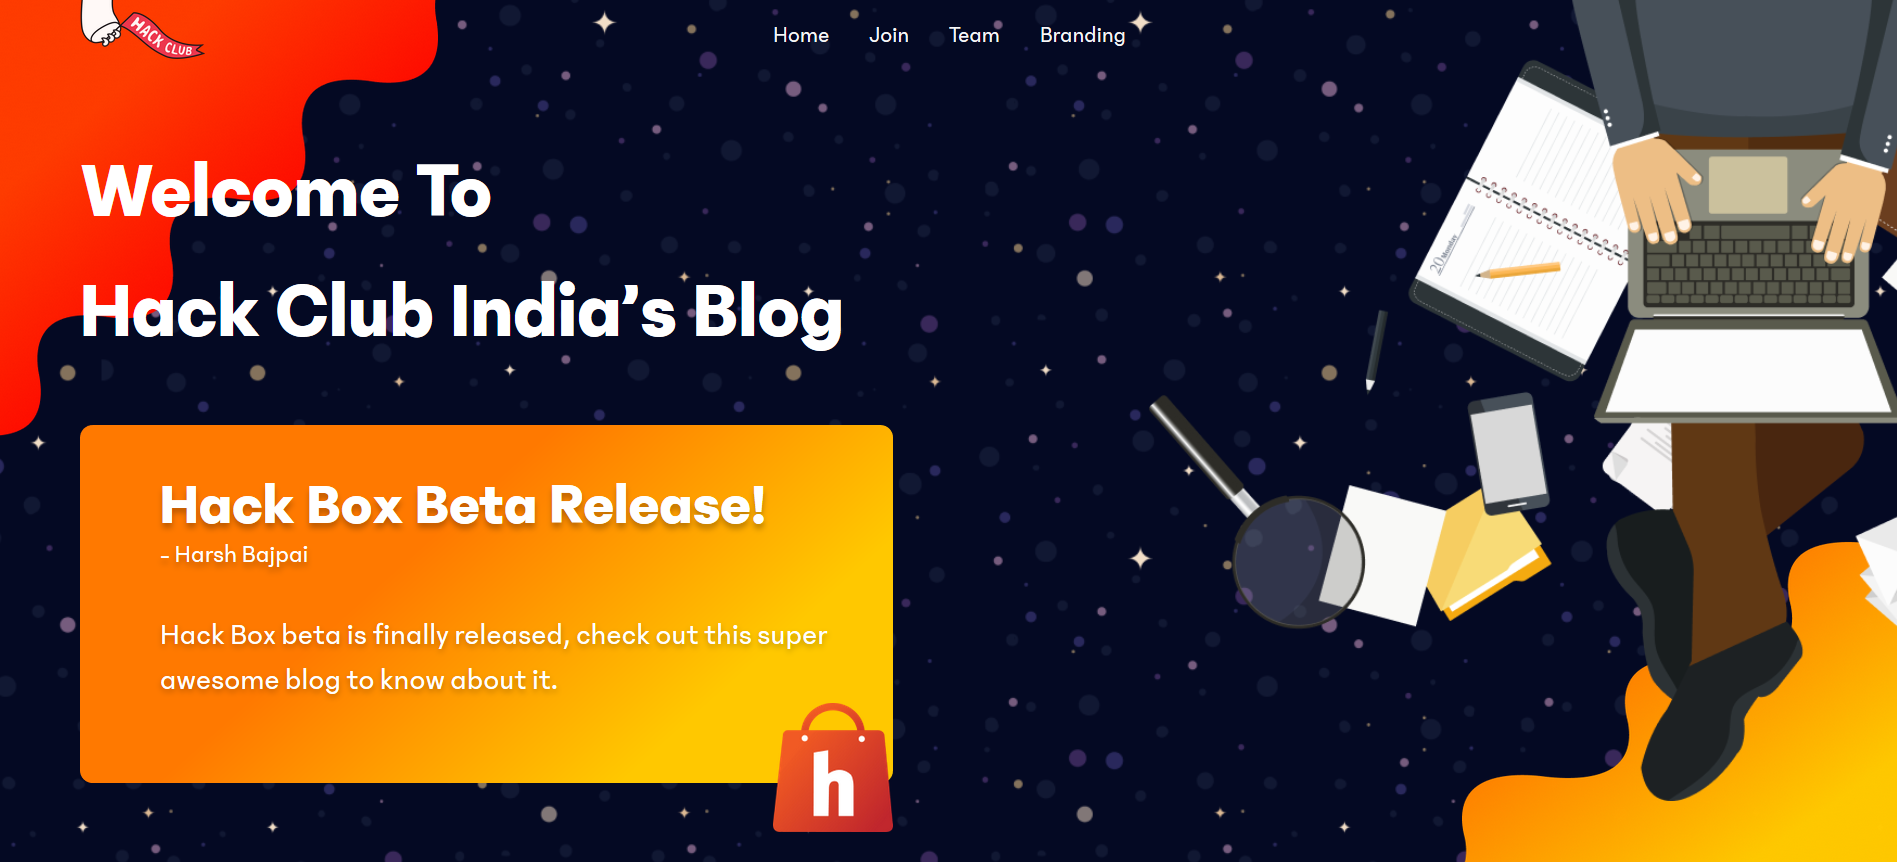 HACK CLUB
Home Join Team Branding
Welcome To
Hack Club India’s Blog
20 Monday
Hack Box Beta Release!
- Harsh Bajpai
Hack Box beta is finally released, check out this super
awesome blog to know about it.
h